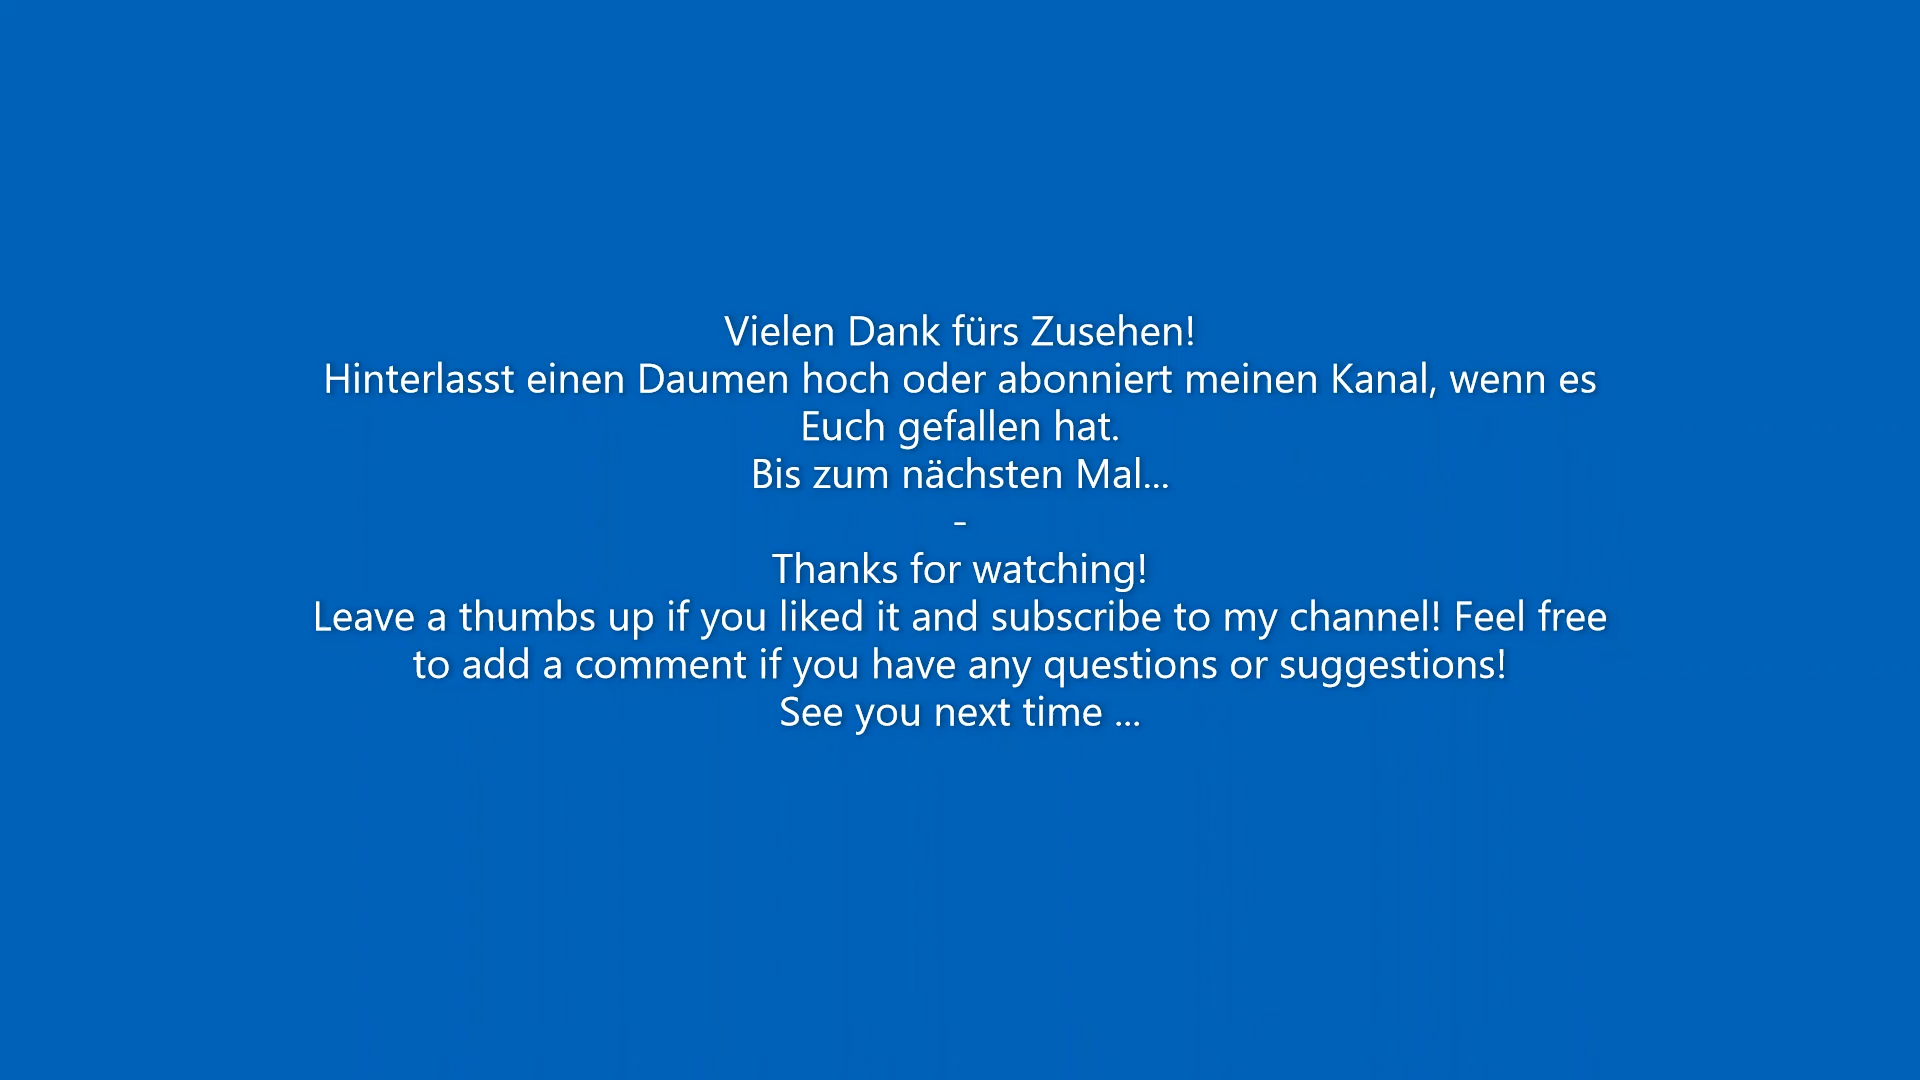 Vielen Dank fürs Zusehen!
Hinterlasst einen Daumen hoch oder abonniert meinen Kanal, wenn es
Euch gefallen hat.
Bis zum nächsten Mal...
-
Thanks for watching!
Leave a thumbs up if you liked it and subscribe to my channel! Feel free
to add a comment if you have any questions or suggestions!
See you next time ...